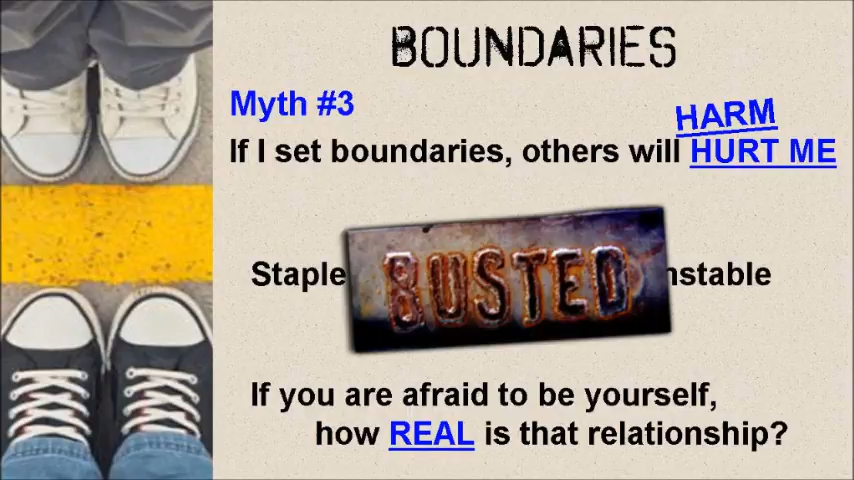 BOUNDARIES
Myth #3
HARM
If I set boundaries, others will HURT ME
Staple
BUSTED
nstable
If you are afraid to be yourself,
how REAL is that relationship?